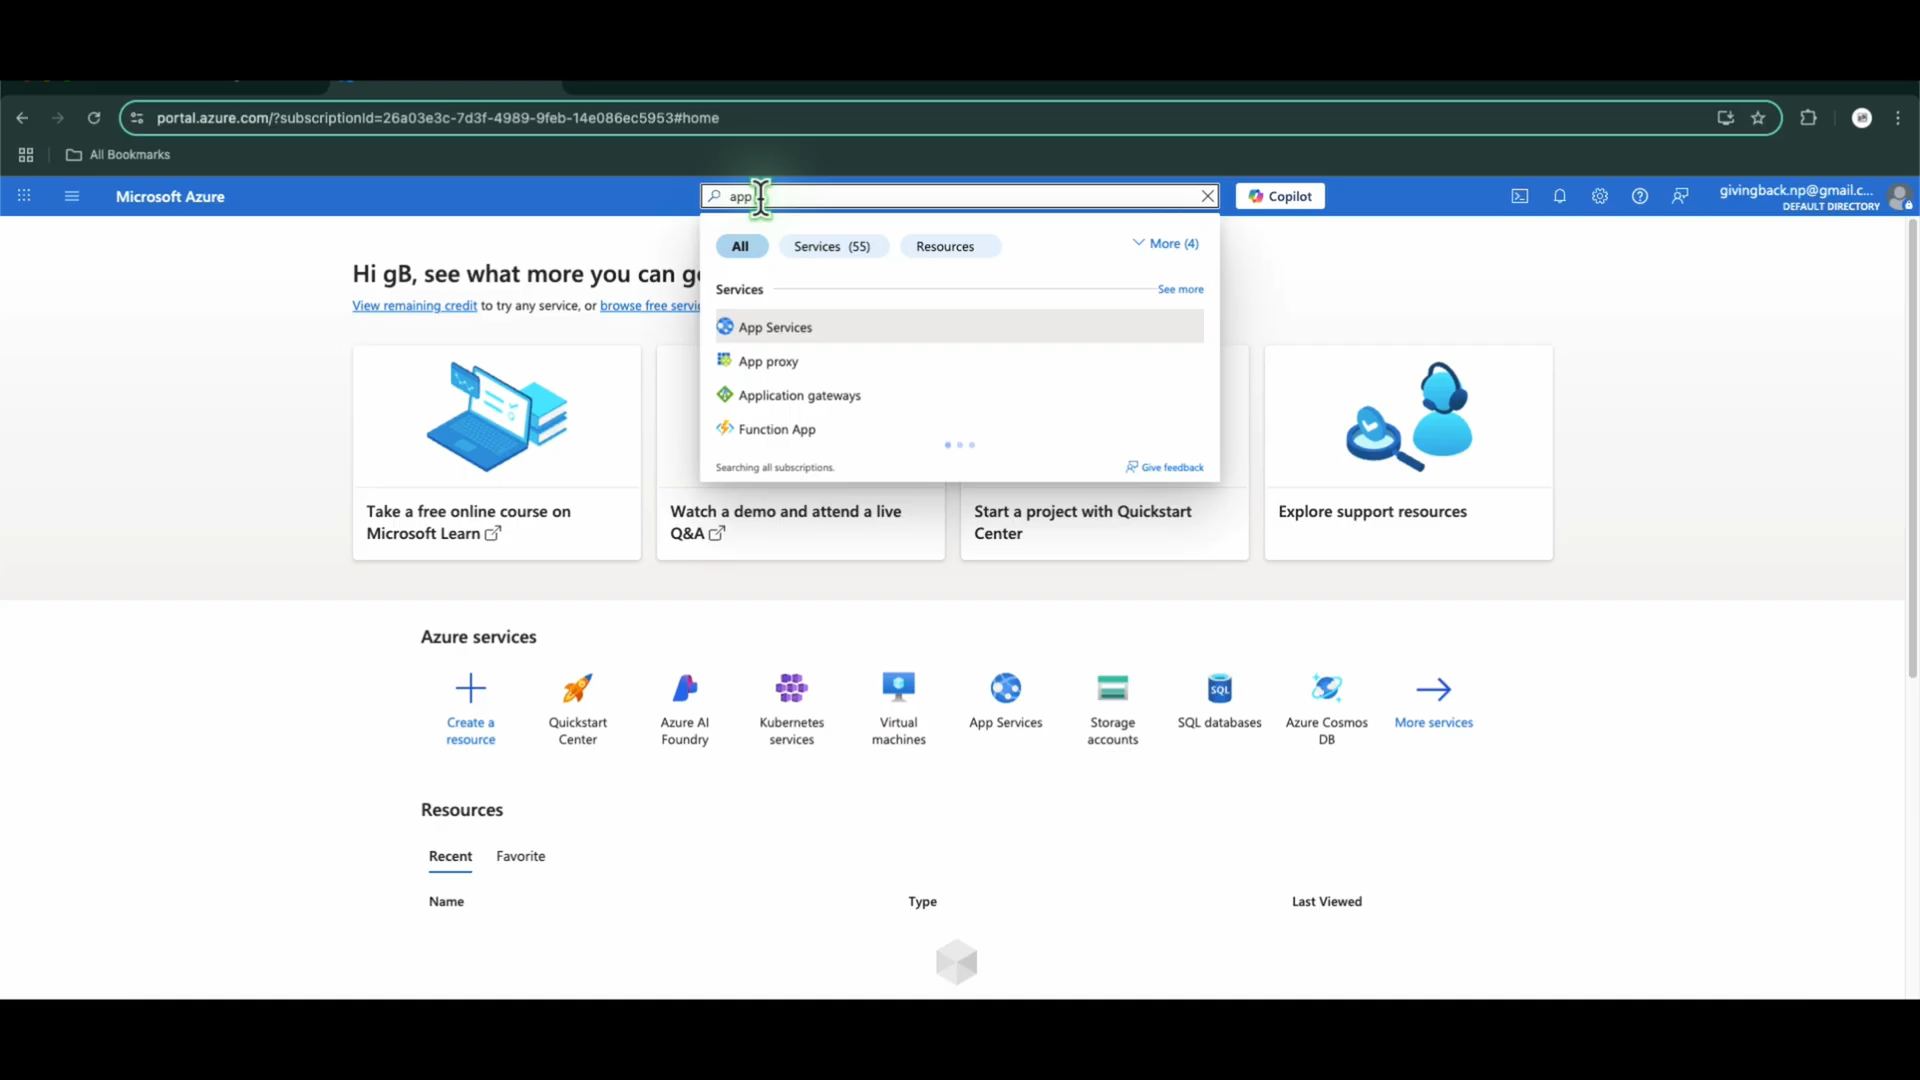 portal.azure.com/?subscriptionId=26a03e3c-7d3f-4989-9feb-14e086ec5953#home
All Bookmarks
Microsoft Azure
app
Copilot
givingback.np@gmail.c...
DEFAULT DIRECTORY
All
Services (55)
Resources
More (4)
Hi gB, see what more you can g
View remaining credit to try any service, or browse free servi
Services
See more
App Services
App proxy
Application gateways
Function App
Searching all subscriptions.
Give feedback
Take a free online course on
Microsoft Learn
Watch a demo and attend a live
Q&A
Start a project with Quickstart
Center
Explore support resources
Azure services
Create a
resource
Quickstart
Center
Azure AI
Foundry
Kubernetes
services
Virtual
machines
App Services
Storage
accounts
SQL
SQL databases
Azure Cosmos
DB
More services
Resources
Recent
Favorite
Name
Type
Last Viewed